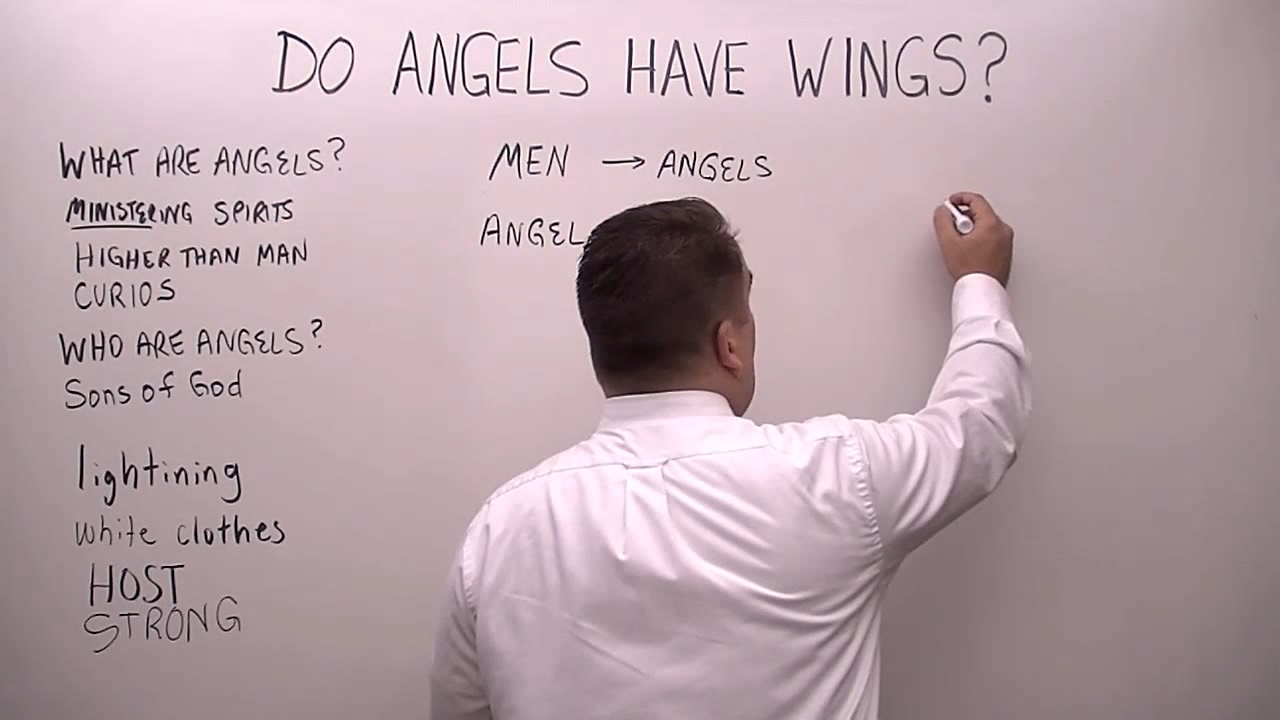 DO ANGELS HAVE WINGS?
WHAT ARE ANGELS?
MINISTERING SPIRITS
HIGHER THAN MAN
CURIOS
WHO ARE ANGELS?
Sons of God
lightining
white clothes
HOST
STRONG
MEN → ANGELS
ANGEL